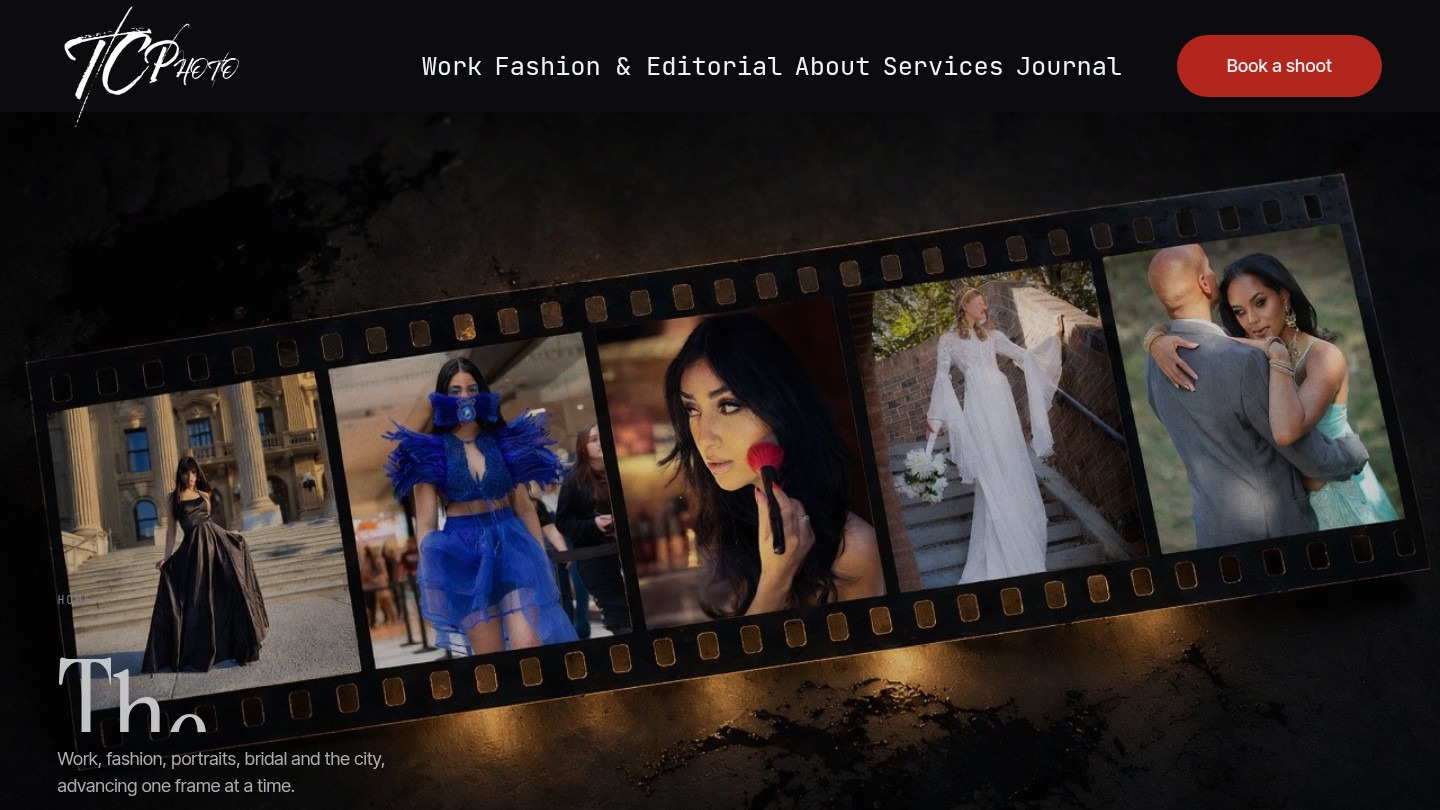 TCPHOTO
Work Fashion & Editorial About Services Journal
Book a shoot
The
Work, fashion, portraits, bridal and the city,
advancing one frame at a time.